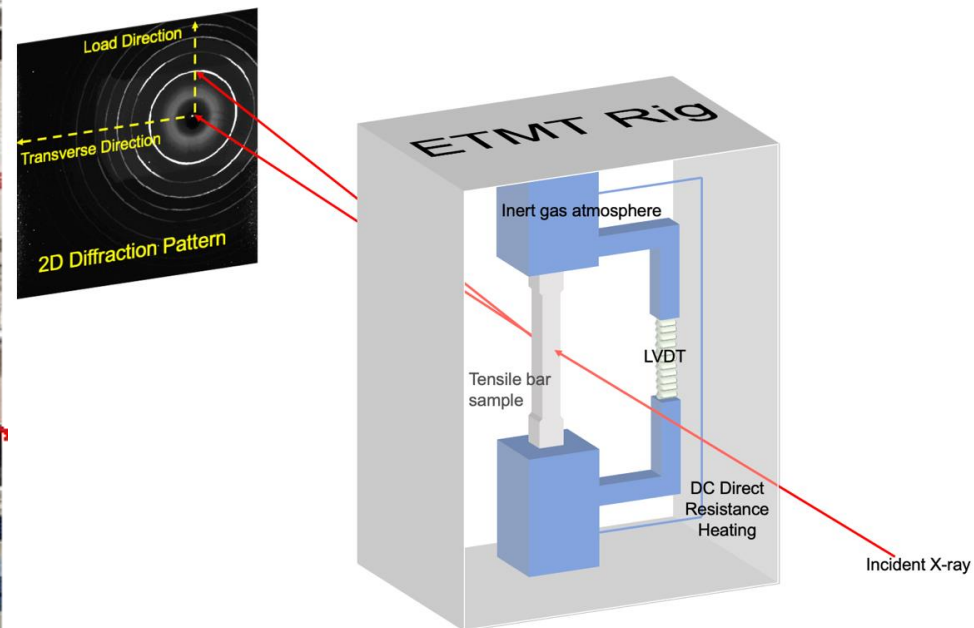 Load Direction
Transverse Direction
2D Diffraction Pattern
ETMT Rig
Inert gas atmosphere
LVDT
Tensile bar
sample
DC Direct
Resistance
Heating
Incident X-ray